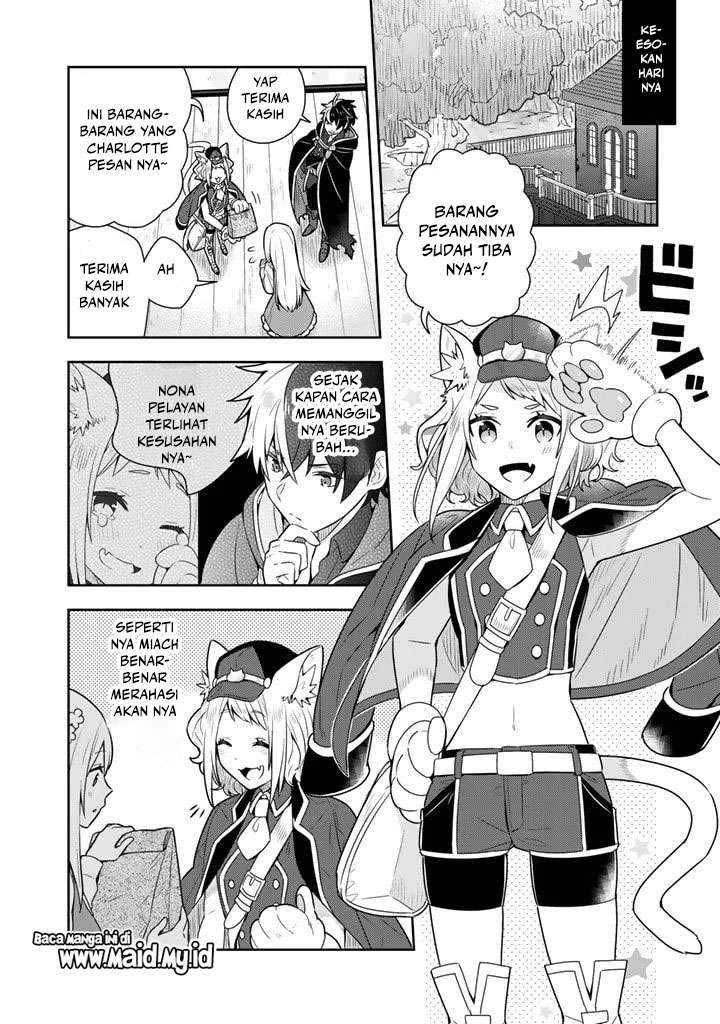 KE-
ESO-
KAN
HARI
NYA
BARANG
PESANANNYA
SUDAH TIBA
NYA~!
ビシッ
YAP
TERIMA
KASIH
INI BARANG-
BARANG YANG
CHARLOTTE
PESAN NYA~
AH
TERIMA
KASIH
BANYAK
SEJAK
KAPAN CARA
MEMANGGIL
NYA BERU-
BAH...
NONA
PELAYAN
TERLIHAT
KESUSAHAN
NYA~
SEPERTI
NYA MIACH
BENAR-
BENAR
MERAHASI
AKAN NYA
Baca manga ini di
www.Maid.my.id